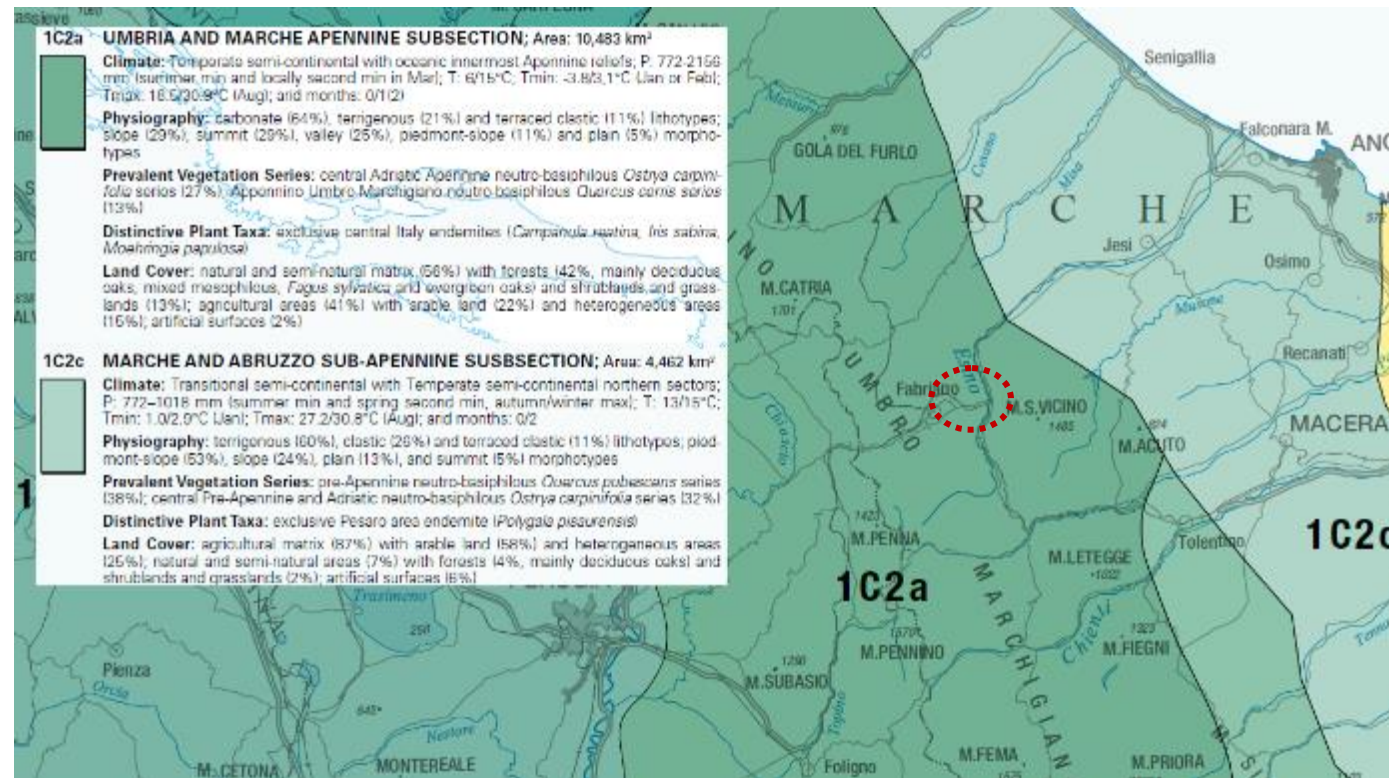 1C2a UMBRIA AND MARCHE APENNINE SUBSECTION; Area: 10,483 km²
Climate: Temperate semi-continental with oceanic innermost Apennine reliefs; P: 772-2156
mm (summer min and locally second min in Mar); T: 6/15°C; Tmin: -3.8/3,1°C (Jan or Feb);
Tmax: 18.5/30.9°C (Aug); arid months: 0/1(2)
Physiography: carbonate (64%), terrigenous (21%) and terraced clastic (11%) lithotypes;
slope (29%), summit (29%), valley (25%), piedmont-slope (11%) and plain (5%) morpho-
types
Prevalent Vegetation Series: central Adriatic Apennine neutro-basiphilous Ostrya carpini-
folia series (27%), Appennino Umbro-Marchigiano neutro-basiphilous Quercus cerris series
(13%)
Distinctive Plant Taxa: exclusive central Italy endemites (Campanula reatina, Iris sabina,
Moehringia papulosa)
Land Cover: natural and semi-natural matrix (56%) with forests (42%, mainly deciduous
oaks, mixed mesophilous, Fagus sylvatica and evergreen oaks) and shrublands and grass-
lands (13%); agricultural areas (41%) with arable land (22%) and heterogeneous areas
(16%); artificial surfaces (2%)
1C2c MARCHE AND ABRUZZO SUB-APENNINE SUSBSECTION; Area: 4,462 km²
Climate: Transitional semi-continental with Temperate semi-continental northern sectors;
P: 772–1018 mm (summer min and spring second min, autumn/winter max); T: 13/15°C;
Tmin: 1.0/2,9°C (Jan); Tmax: 27.2/30.8°C (Aug); arid months: 0/2
Physiography: terrigenous (60%), clastic (26%) and terraced clastic (11%) lithotypes; pied-
mont-slope (53%), slope (24%), plain (13%), and summit (5%) morphotypes
Prevalent Vegetation Series: pre-Apennine neutro-basiphilous Quercus pubescens series
(38%); central Pre-Apennine and Adriatic neutro-basiphilous Ostrya carpinifolia series (32%)
Distinctive Plant Taxa: exclusive Pesaro area endemite (Polygala pisaurensis)
Land Cover: agricultural matrix (87%) with arable land (58%) and heterogeneous areas
(25%); natural and semi-natural areas (7%) with forests (4%, mainly deciduous oaks) and
shrublands and grasslands (2%); artificial surfaces (6%)
Senigallia
Metauro
976
GOLA DEL FURLO
Cesano
Misa
Falconara M.
ANC
MARCHE
Jesi
Osimo
M.CATRIA
1701
Musone
Esino
Recanati
UMBRO
Fabriano
M.S.VICINO
1485
Chiascio
M.ACUTO
MACERA
1423
M.PENNA
M.LETEGGE
Tolentino
1C2c
1C2a
MARCHIGIAN
Chienti
1323
M.FIEGNI
M.PENNINO
1290
M.SUBASIO
Topino
Trasimeno
Pienza
Orcia
Nestore
M.CETONA
MONTEREALE
Foligno
M.FEMA
M.PRIORA